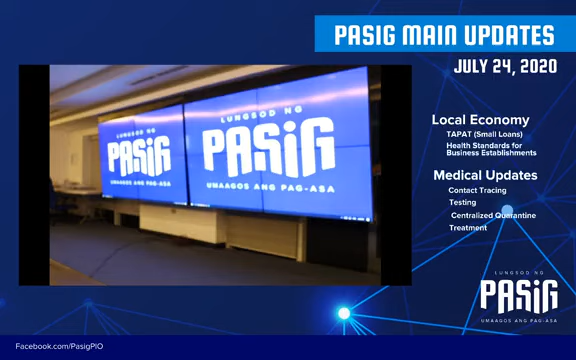 PASIG MAIN UPDATES
JULY 24, 2020
LUNGSOD NG
PASIG
UMAAGOS ANG PAG-ASA
LUNGSOD NG
PASIG
UMAAGOS ANG PAG-ASA
Local Economy
TAPAT (Small Loans)
Health Standards for
Business Establishments
Medical Updates
Contact Tracing
Testing
Centralized Quarantine
Treatment
LUNGSOD NG
PASIG
UMAAGOS ANG PAG-ASA
Facebook.com/PasigPIO